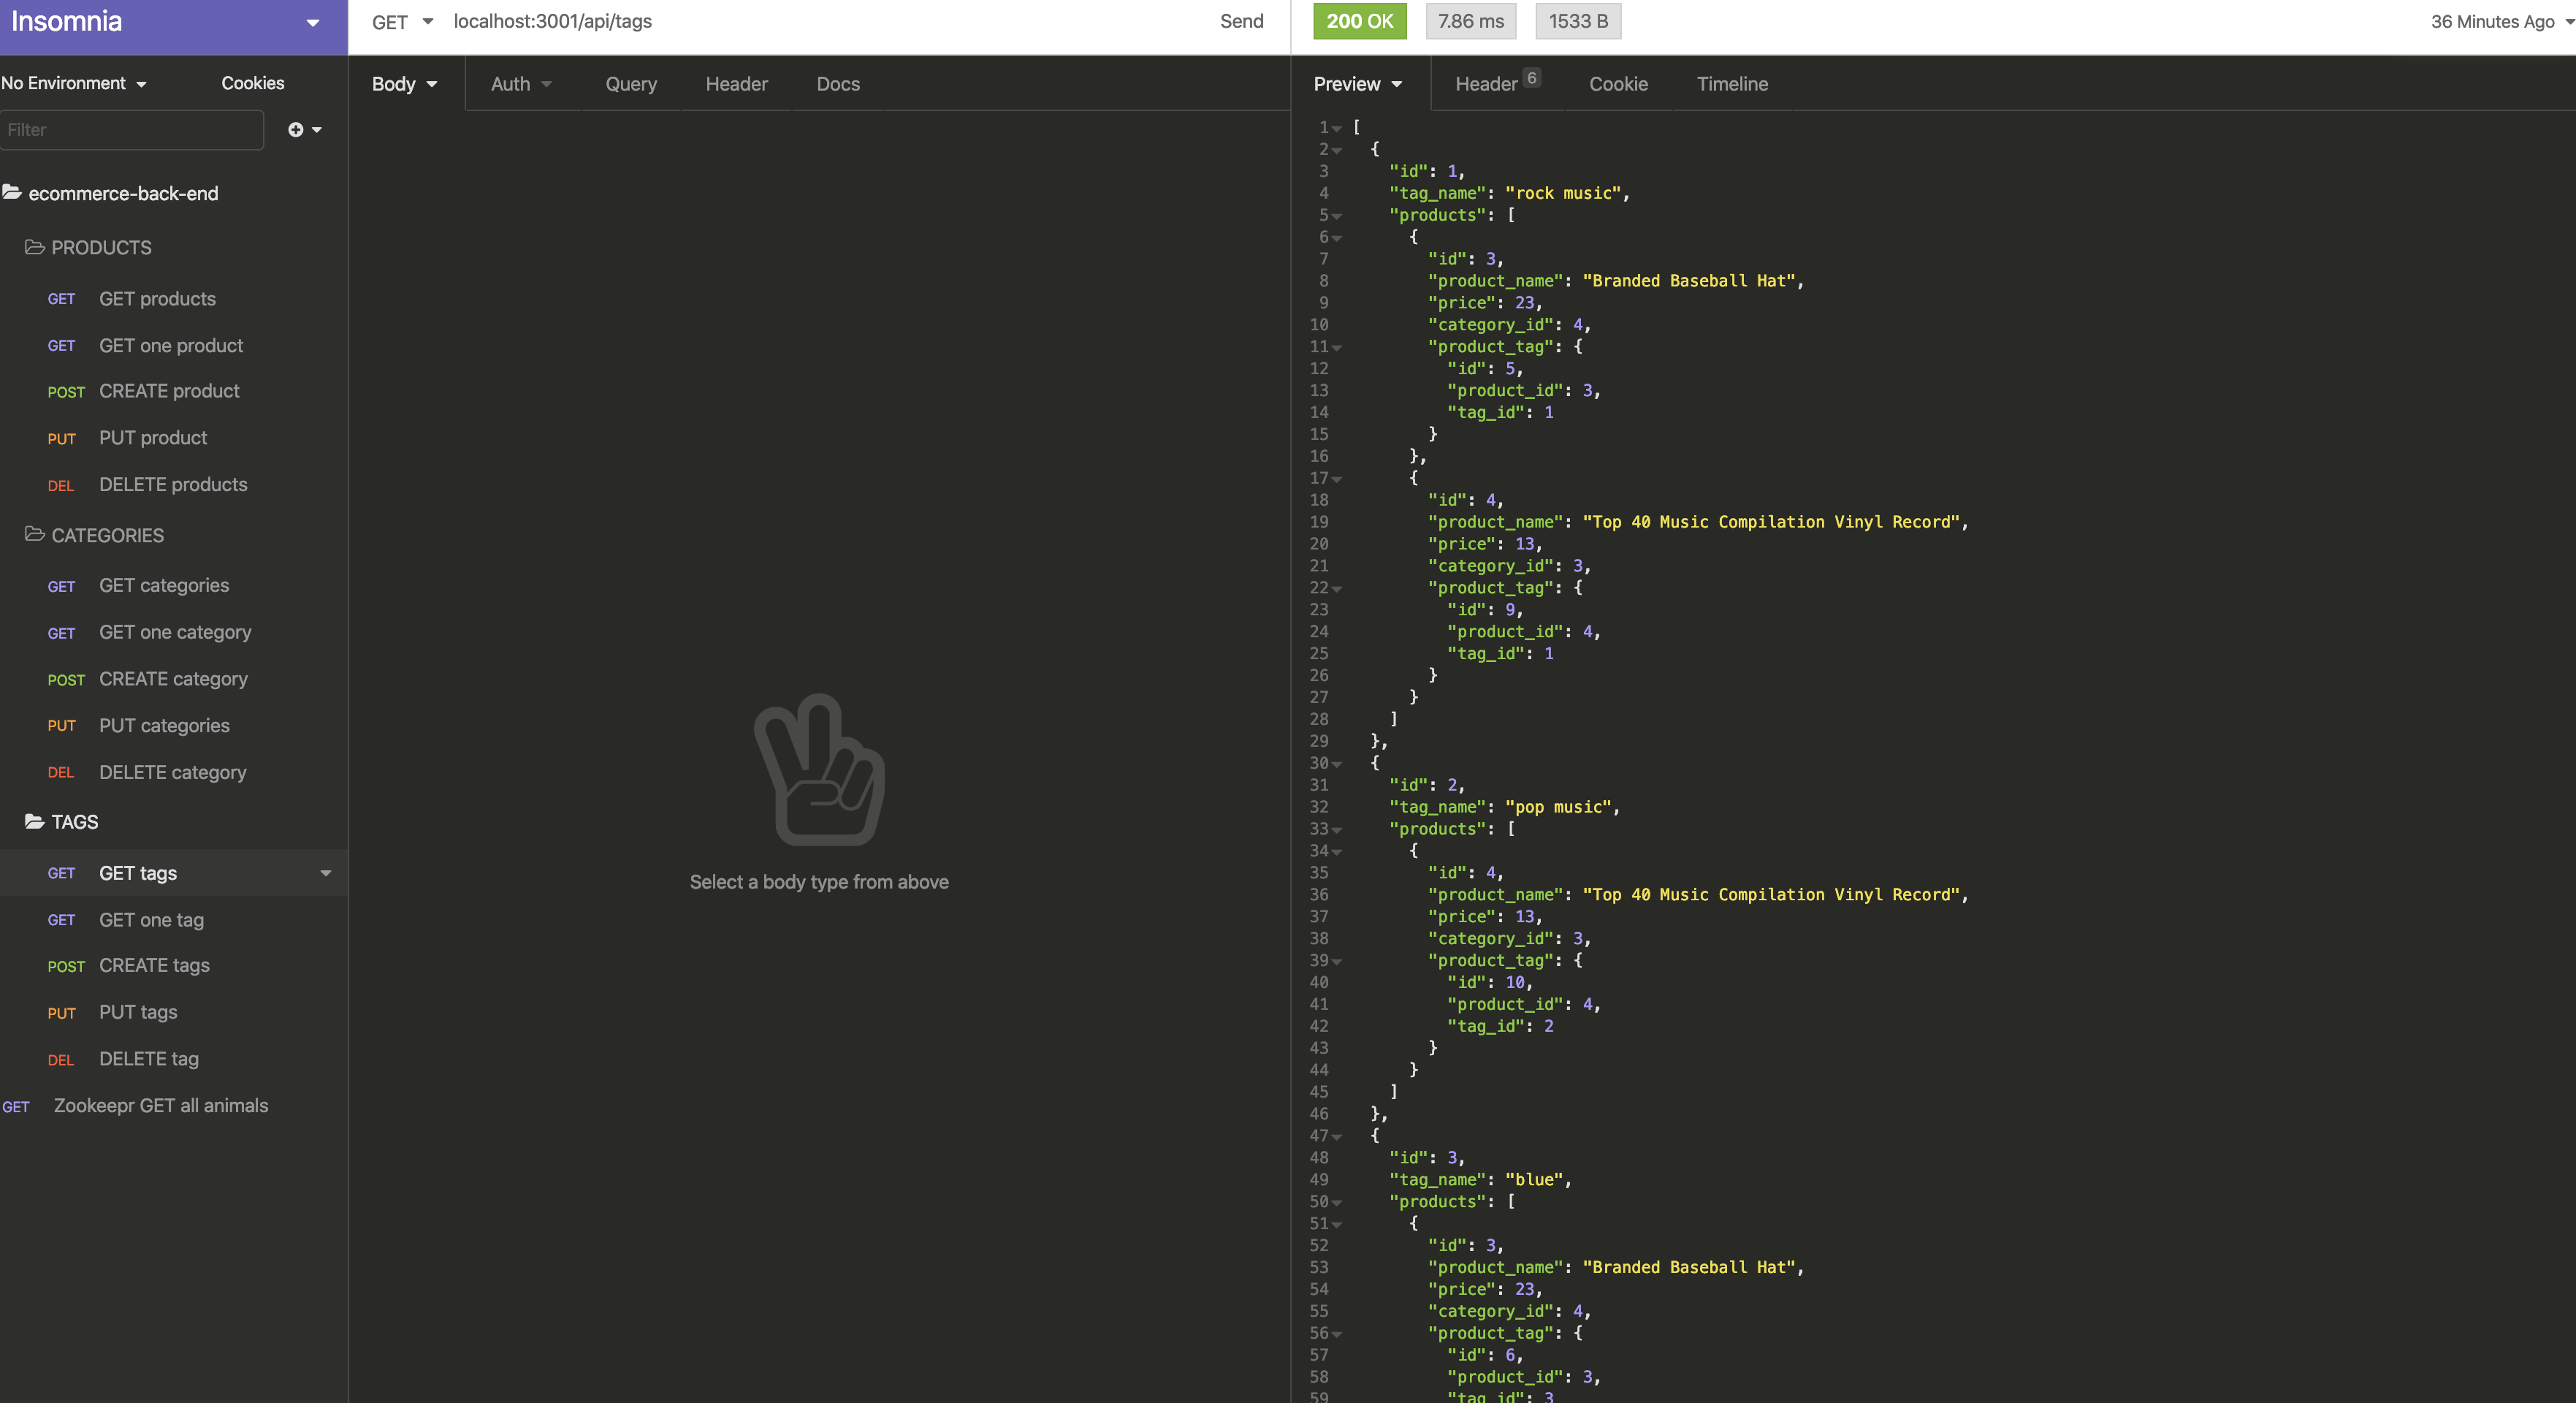 Insomnia
GET localhost:3001/api/tags Send
200 OK 7.86 ms 1533 B 36 Minutes Ago
No Environment Cookies
Filter
ecommerce-back-end
PRODUCTS
GET GET products
GET GET one product
POST CREATE product
PUT PUT product
DEL DELETE products
CATEGORIES
GET GET categories
GET GET one category
POST CREATE category
PUT PUT categories
DEL DELETE category
TAGS
GET GET tags
GET GET one tag
POST CREATE tags
PUT PUT tags
DEL DELETE tag
GET Zookeepr GET all animals
Body Auth Query Header Docs
Select a body type from above
Preview Header 6 Cookie Timeline
1 [
2 {
3 "id": 1,
4 "tag_name": "rock music",
5 "products": [
6 {
7 "id": 3,
8 "product_name": "Branded Baseball Hat",
9 "price": 23,
10 "category_id": 4,
11 "product_tag": {
12 "id": 5,
13 "product_id": 3,
14 "tag_id": 1
15 }
16 },
17 {
18 "id": 4,
19 "product_name": "Top 40 Music Compilation Vinyl Record",
20 "price": 13,
21 "category_id": 3,
22 "product_tag": {
23 "id": 9,
24 "product_id": 4,
25 "tag_id": 1
26 }
27 }
28 ]
29 },
30 {
31 "id": 2,
32 "tag_name": "pop music",
33 "products": [
34 {
35 "id": 4,
36 "product_name": "Top 40 Music Compilation Vinyl Record",
37 "price": 13,
38 "category_id": 3,
39 "product_tag": {
40 "id": 10,
41 "product_id": 4,
42 "tag_id": 2
43 }
44 }
45 ]
46 },
47 {
48 "id": 3,
49 "tag_name": "blue",
50 "products": [
51 {
52 "id": 3,
53 "product_name": "Branded Baseball Hat",
54 "price": 23,
55 "category_id": 4,
56 "product_tag": {
57 "id": 6,
58 "product_id": 3,
59 "tag_id": 3